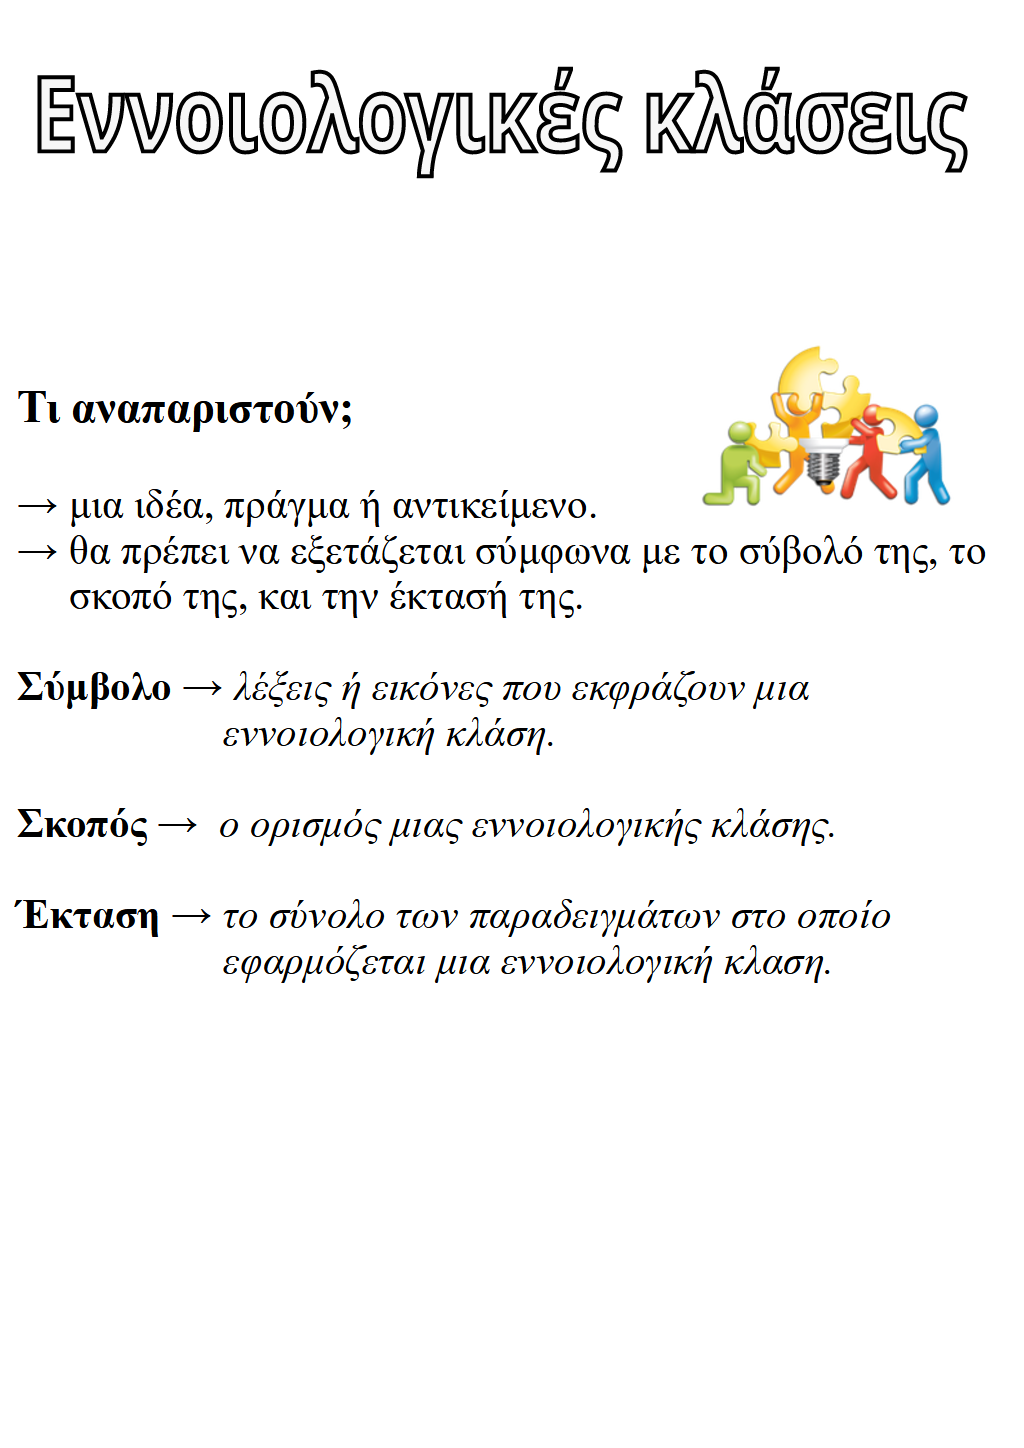 Εννοιολογικές κλάσεις
Τι αναπαριστούν;
→ μια ιδέα, πράγμα ή αντικείμενο.
→ θα πρέπει να εξετάζεται σύμφωνα με το σύβολό της, το
σκοπό της, και την έκτασή της.
Σύμβολο → λέξεις ή εικόνες που εκφράζουν μια
εννοιολογική κλάση.
Σκοπός → ο ορισμός μιας εννοιολογικής κλάσης.
Έκταση → το σύνολο των παραδειγμάτων στο οποίο
εφαρμόζεται μια εννοιολογική κλαση.